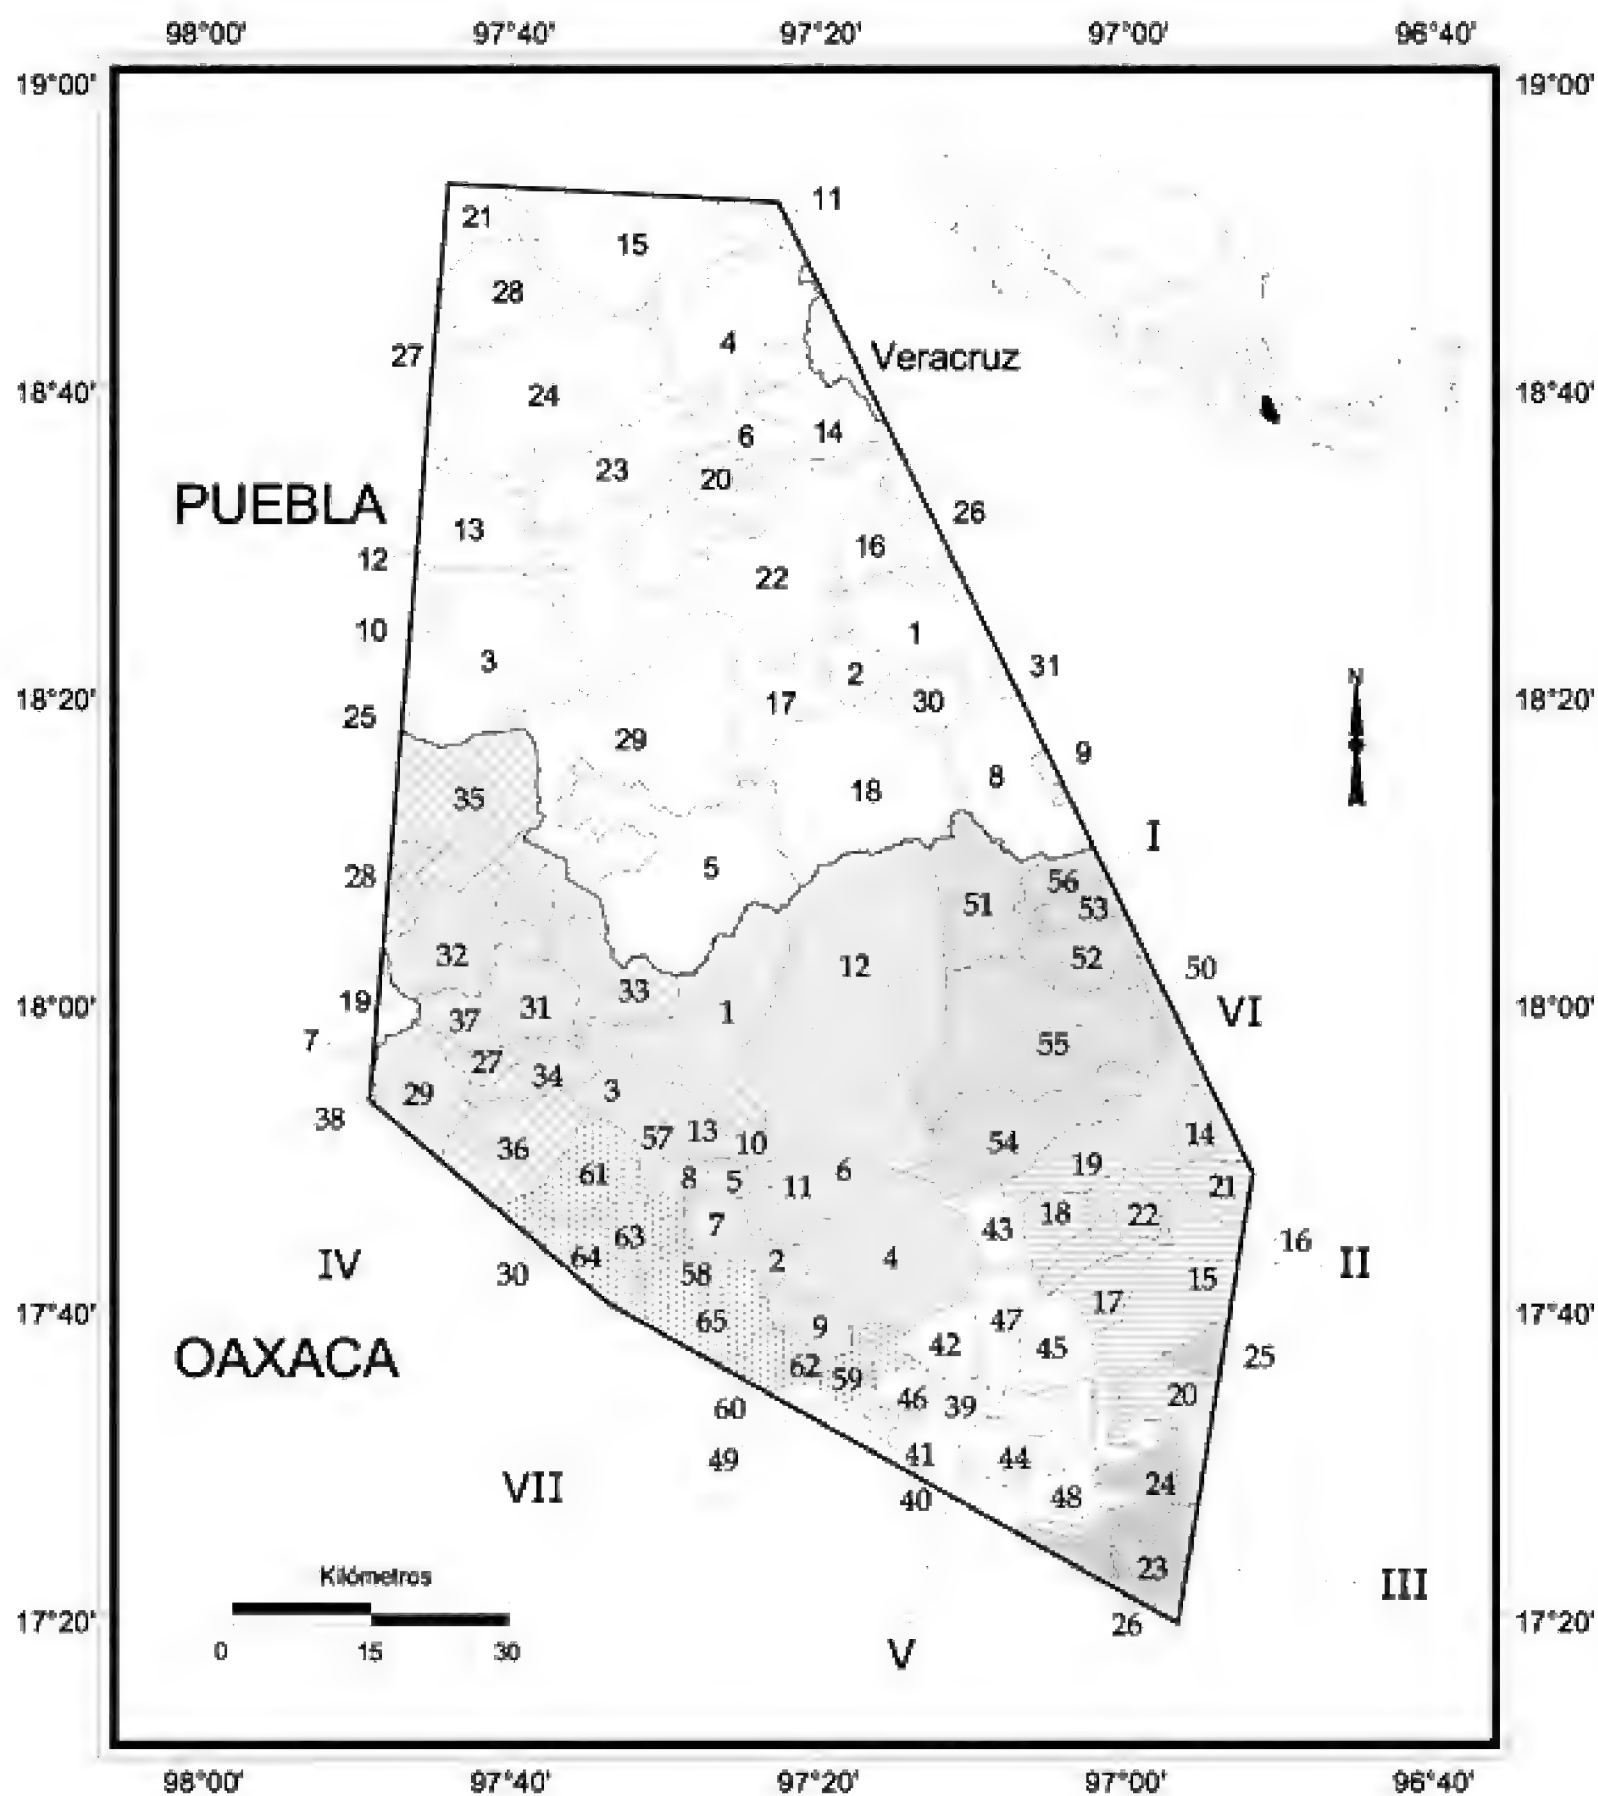 98°00' 97°40' 97°20' 97°00' 96°40'
19°00' 19°00'
11
21
15
28
4
27 Veracruz
18°40' 24 18°40'
6 14
23 20
PUEBLA 26
13
12 16
22
10 1
3 2 31
18°20' 17 30 18°20'
25
29 9
8
35 18
I
5
28 56
51 53
32 12 52 50
33
18°00' 19 37 31 1 VI 18°00'
7 55
27 34
29 3
38 57 13 10 54 14
36 19
61 8 5 11 6 21
7 18 22
63 43 16
IV 64 2 4 II
30 58 15
17
17°40' 65 9 47 17°40'
OAXACA 42 45 25
62 59
46 39 20
60
49 41 44
VII 40 48 24
Kilómetros 23
III
17°20' 26 17°20'
0 15 30 V
98°00' 97°40' 97°20' 97°00' 96°40'
N